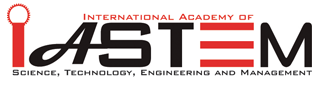 International Academy of
IASTEM
Science, Technology, Engineering and Management